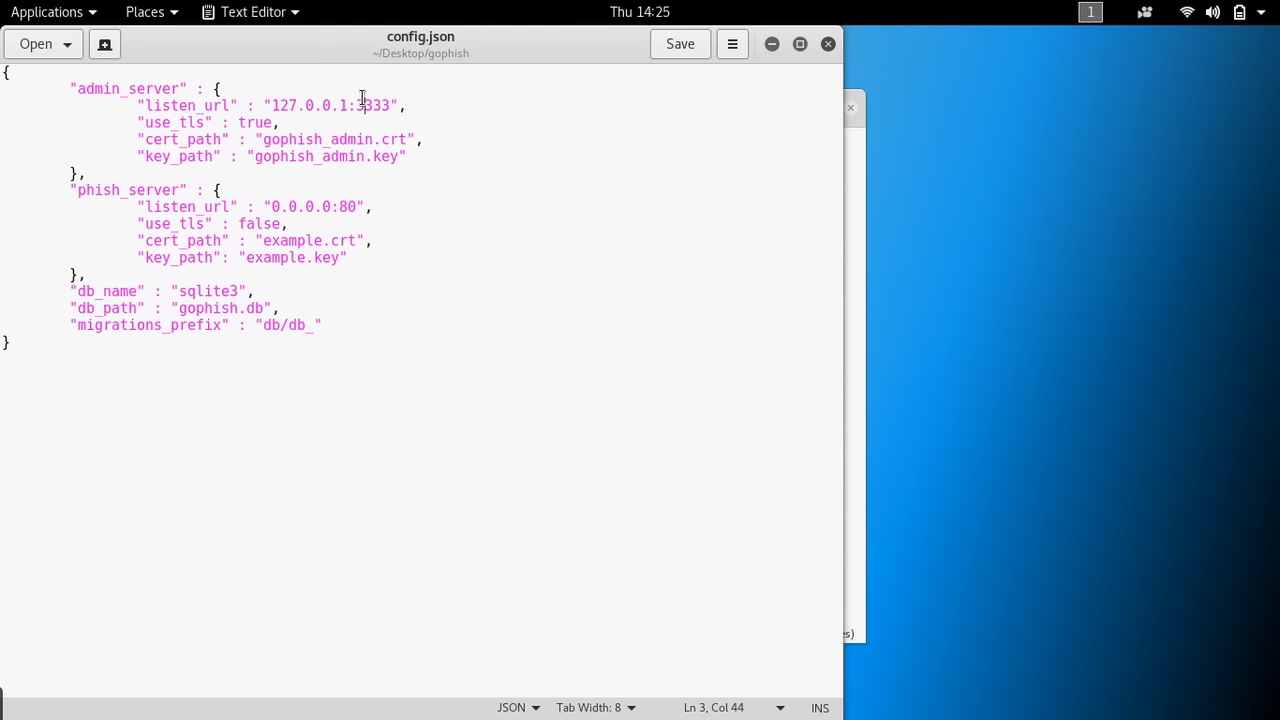 Applications Places Text Editor Thu 14:25 1
Open config.json Save
~/Desktop/gophish
{
"admin_server" : {
"listen_url" : "127.0.0.1:3333",
"use_tls" : true,
"cert_path" : "gophish_admin.crt",
"key_path" : "gophish_admin.key"
},
"phish_server" : {
"listen_url" : "0.0.0.0:80",
"use_tls" : false,
"cert_path" : "example.crt",
"key_path": "example.key"
},
"db_name" : "sqlite3",
"db_path" : "gophish.db",
"migrations_prefix" : "db/db_"
}
es)
JSON Tab Width: 8 Ln 3, Col 44 INS